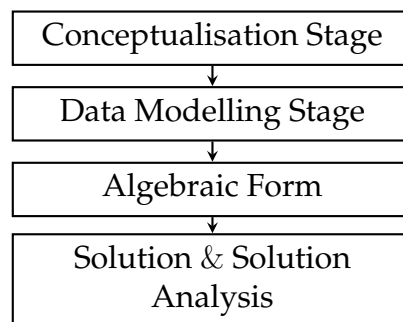 Conceptualisation Stage
Data Modelling Stage
Algebraic Form
Solution & Solution
Analysis